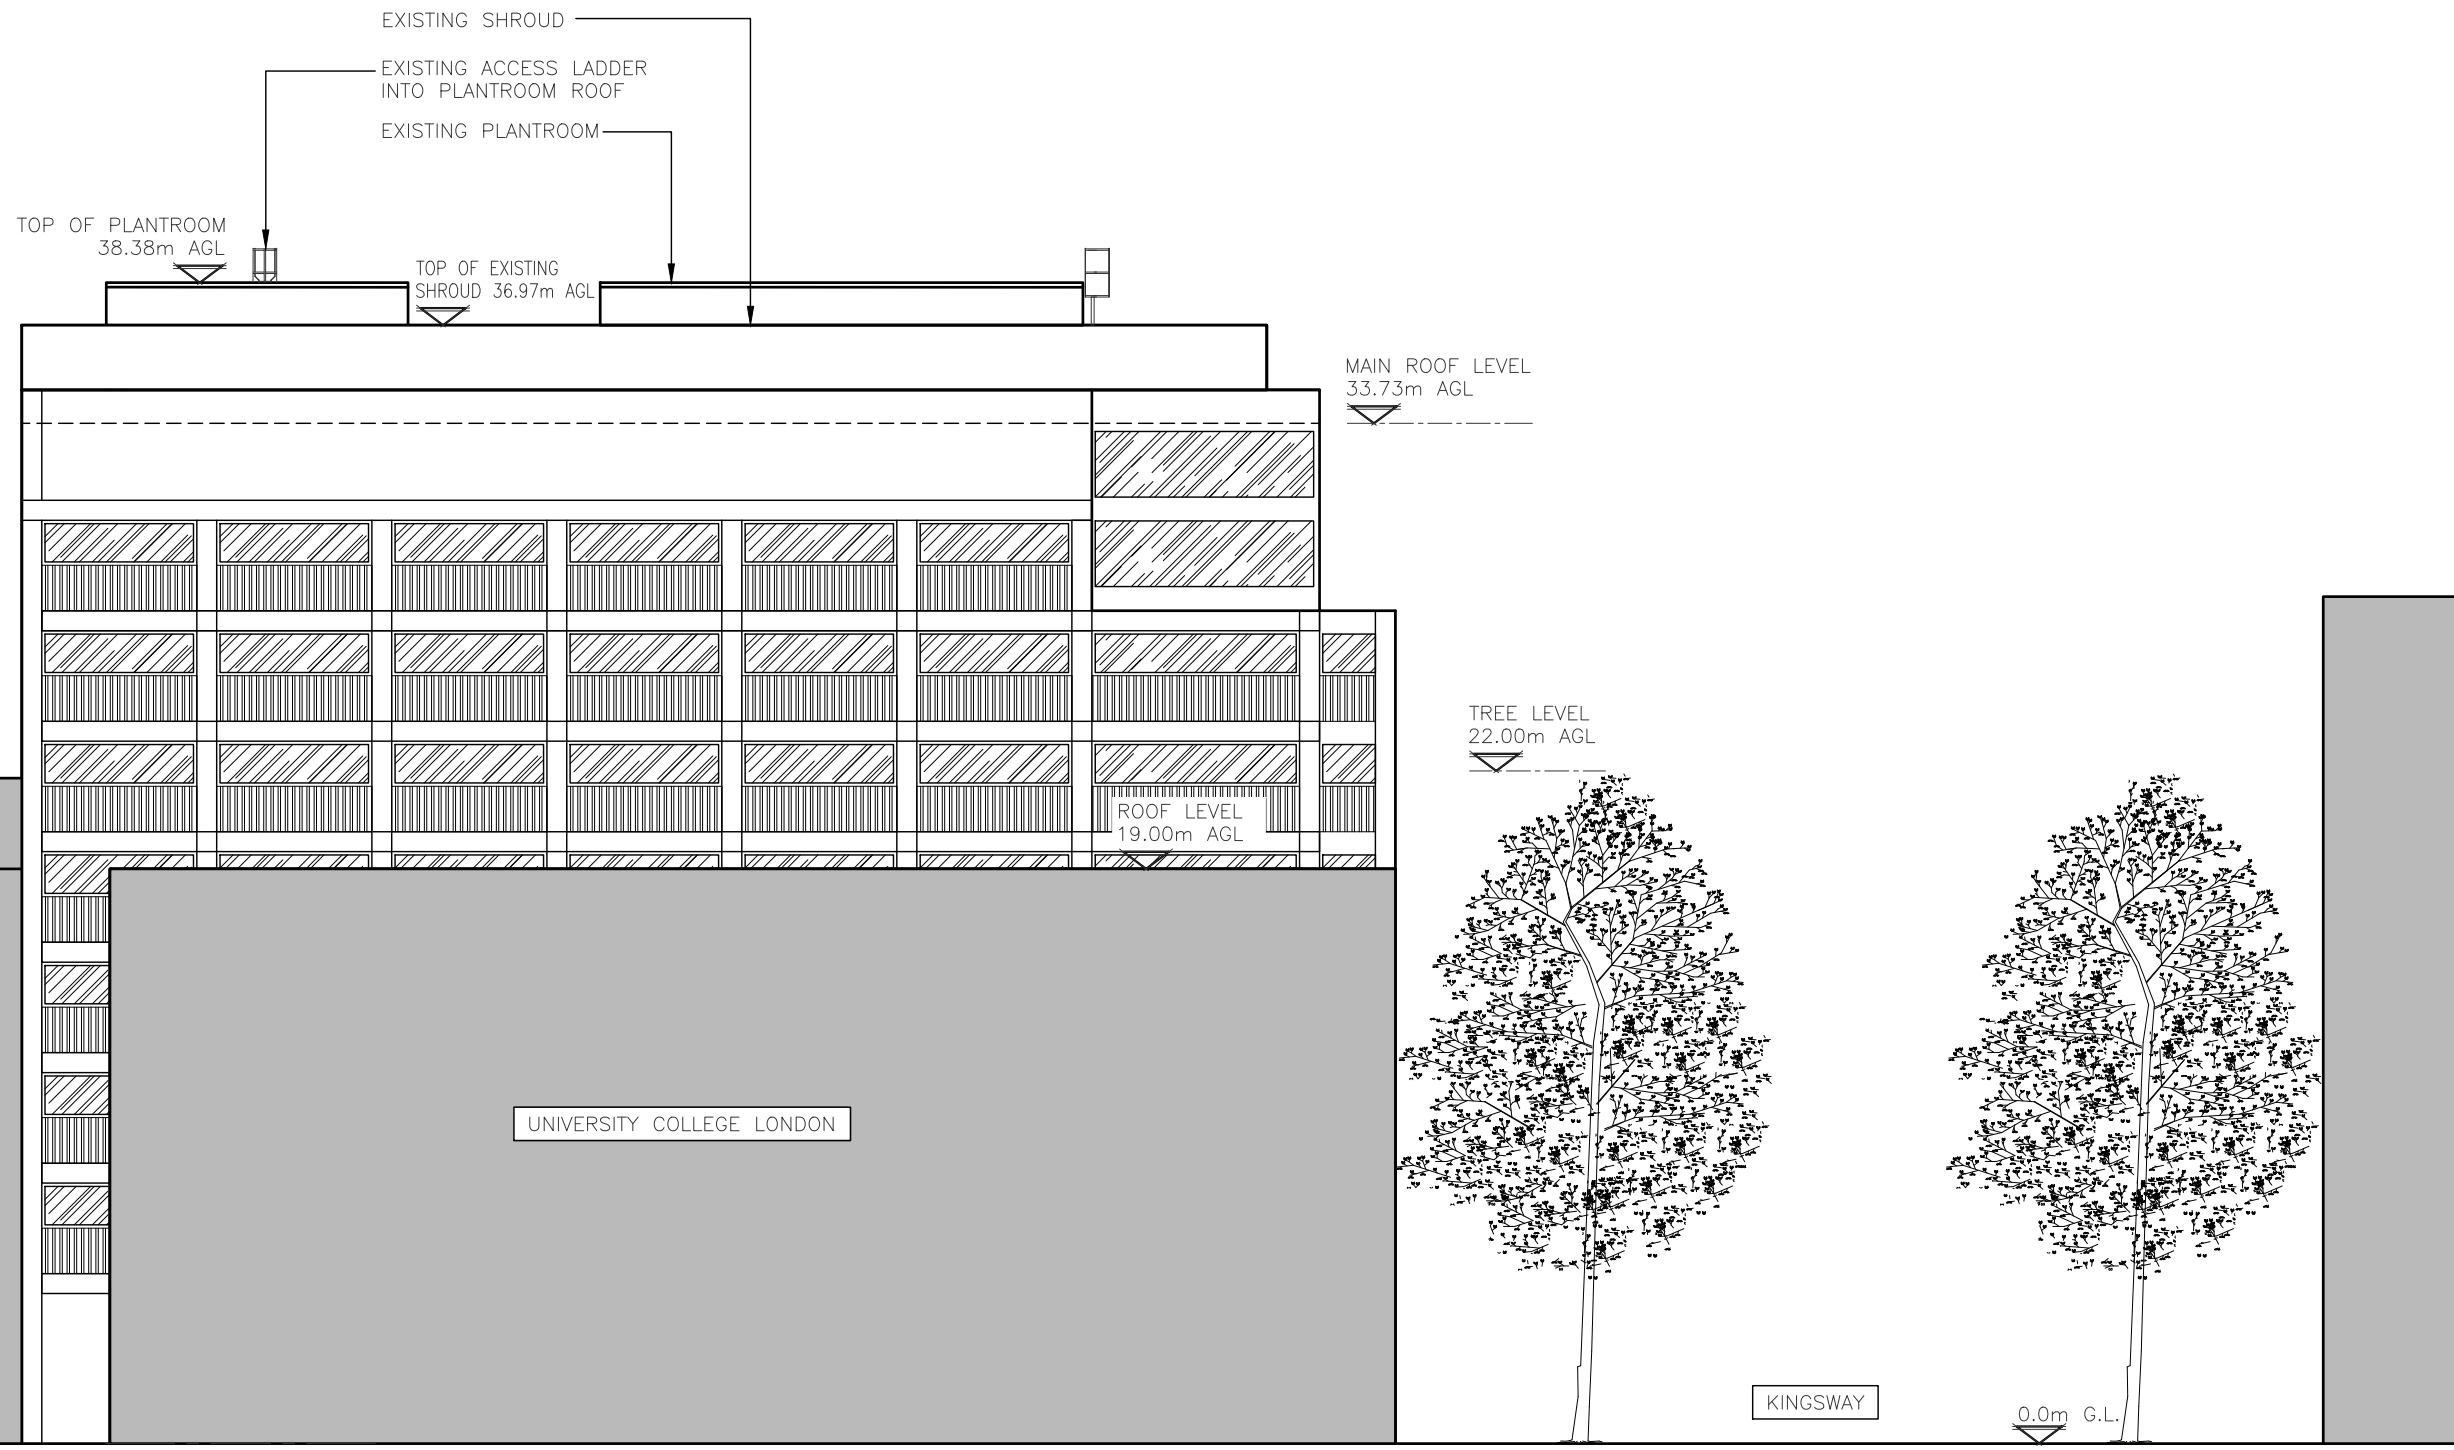 EXISTING SHROUD
EXISTING ACCESS LADDER
INTO PLANTROOM ROOF
EXISTING PLANTROOM
TOP OF PLANTROOM
38.38m AGL
TOP OF EXISTING
SHROUD 36.97m AGL
MAIN ROOF LEVEL
33.73m AGL
TREE LEVEL
22.00m AGL
ROOF LEVEL
19.00m AGL
UNIVERSITY COLLEGE LONDON
KINGSWAY
0.0m G.L.